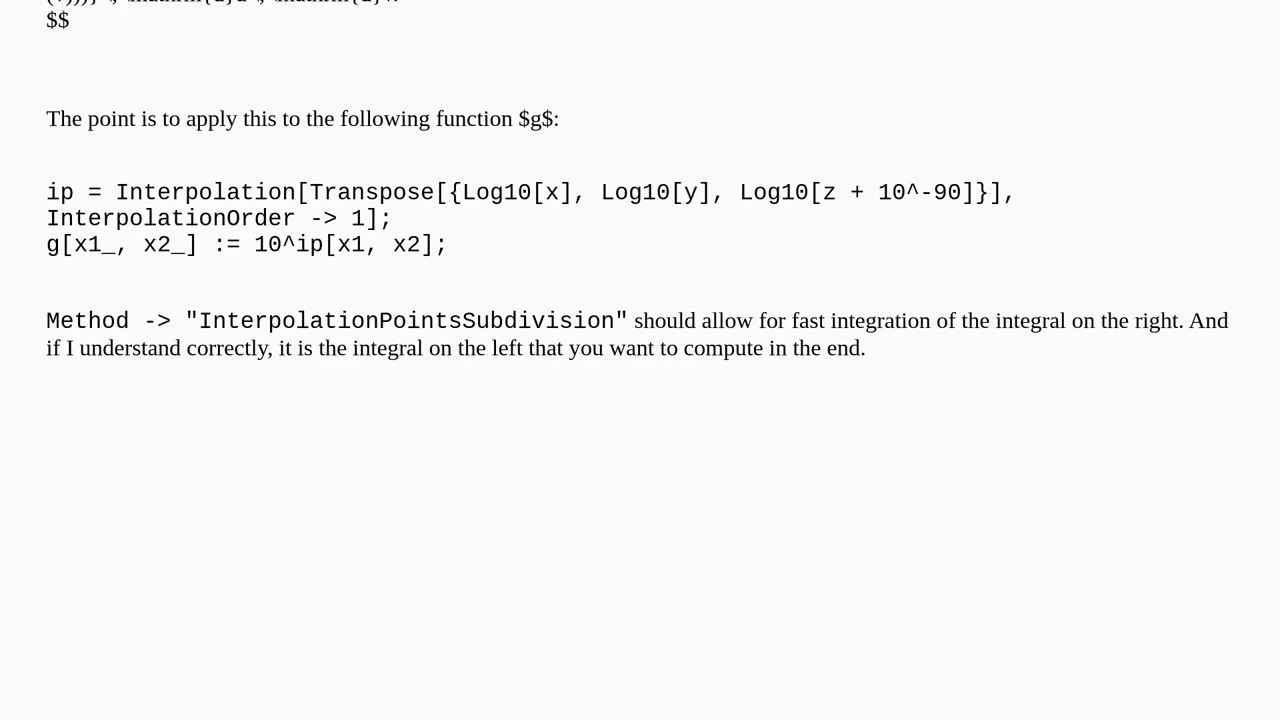 $$
The point is to apply this to the following function $g$:
ip = Interpolation[Transpose[{Log10[x], Log10[y], Log10[z + 10^-90]}],
InterpolationOrder -> 1];
g[x1_, x2_] := 10^ip[x1, x2];
Method -> "InterpolationPointsSubdivision" should allow for fast integration of the integral on the right. And
if I understand correctly, it is the integral on the left that you want to compute in the end.